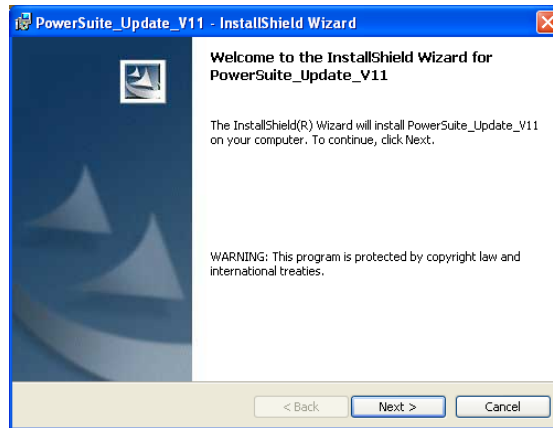 PowerSuite_Update_V11 - InstallShield Wizard
Welcome to the InstallShield Wizard for
PowerSuite_Update_V11
The InstallShield(R) Wizard will install PowerSuite_Update_V11
on your computer. To continue, click Next.
WARNING: This program is protected by copyright law and
international treaties.
< Back
Next >
Cancel